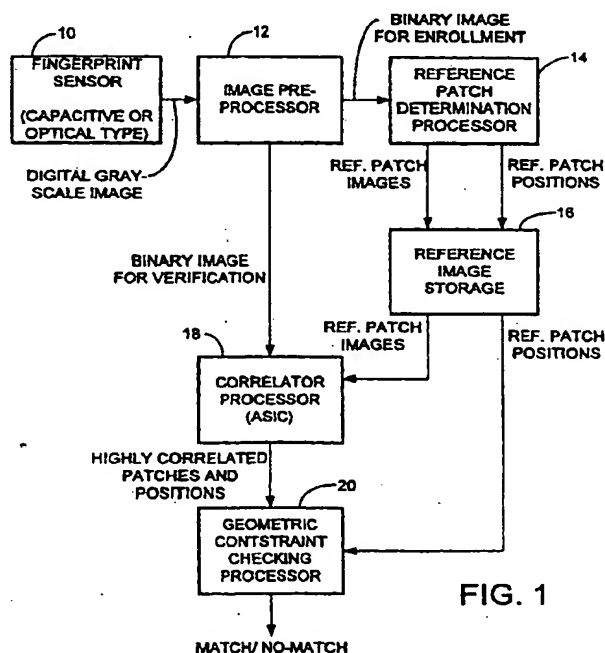 10
FINGERPRINT
SENSOR
(CAPACITIVE OR
OPTICAL TYPE)
DIGITAL GRAY-
SCALE IMAGE
12
IMAGE PRE-
PROCESSOR
BINARY IMAGE
FOR ENROLLMENT
14
REFERENCE
PATCH
DETERMINATION
PROCESSOR
REF. PATCH
IMAGES
REF. PATCH
POSITIONS
16
REFERENCE
IMAGE
STORAGE
BINARY IMAGE
FOR VERIFICATION
REF. PATCH
IMAGES
REF. PATCH
POSITIONS
18
CORRELATOR
PROCESSOR
(ASIC)
HIGHLY CORRELATED
PATCHES AND
POSITIONS
20
GEOMETRIC
CONTSTRAINT
CHECKING
PROCESSOR
FIG. 1
MATCH/ NO-MATCH